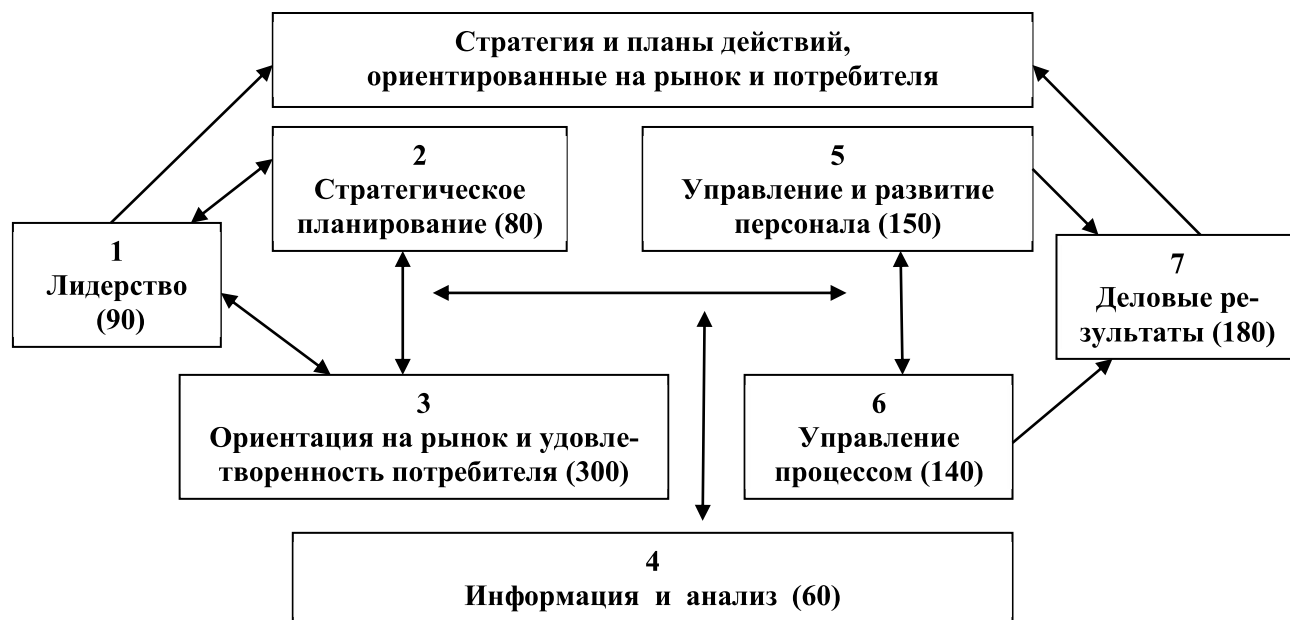 Стратегия и планы действий,
ориентированные на рынок и потребителя
2
Стратегическое
планирование (80)
5
Управление и развитие
персонала (150)
1
Лидерство
(90)
7
Деловые ре-
зультаты (180)
3
Ориентация на рынок и удовле-
творенность потребителя (300)
6
Управление
процессом (140)
4
Информация и анализ (60)